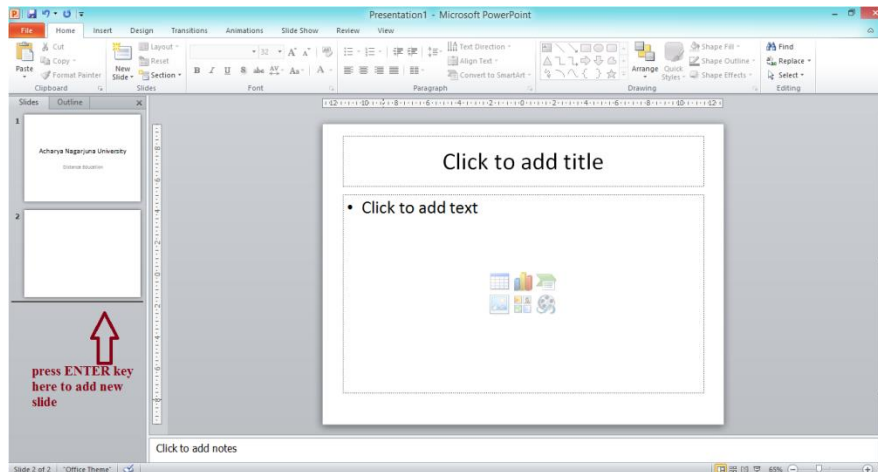 Presentation1 - Microsoft PowerPoint
File Home Insert Design Transitions Animations Slide Show Review View
Paste
Cut
Copy
Format Painter
Clipboard
New
Slide
Layout
Reset
Section
Slides
32
B I U S abc AV Aa A
Font
Text Direction
Align Text
Convert to SmartArt
Paragraph
Arrange
Quick
Styles
Shape Fill
Shape Outline
Shape Effects
Drawing
Find
Replace
Select
Editing
Slides Outline
1
Acharya Nagarjuna University
Distance Education
2
press ENTER key
here to add new
slide
Click to add title
• Click to add text
Click to add notes
Slide 2 of 2 "Office Theme" 65%